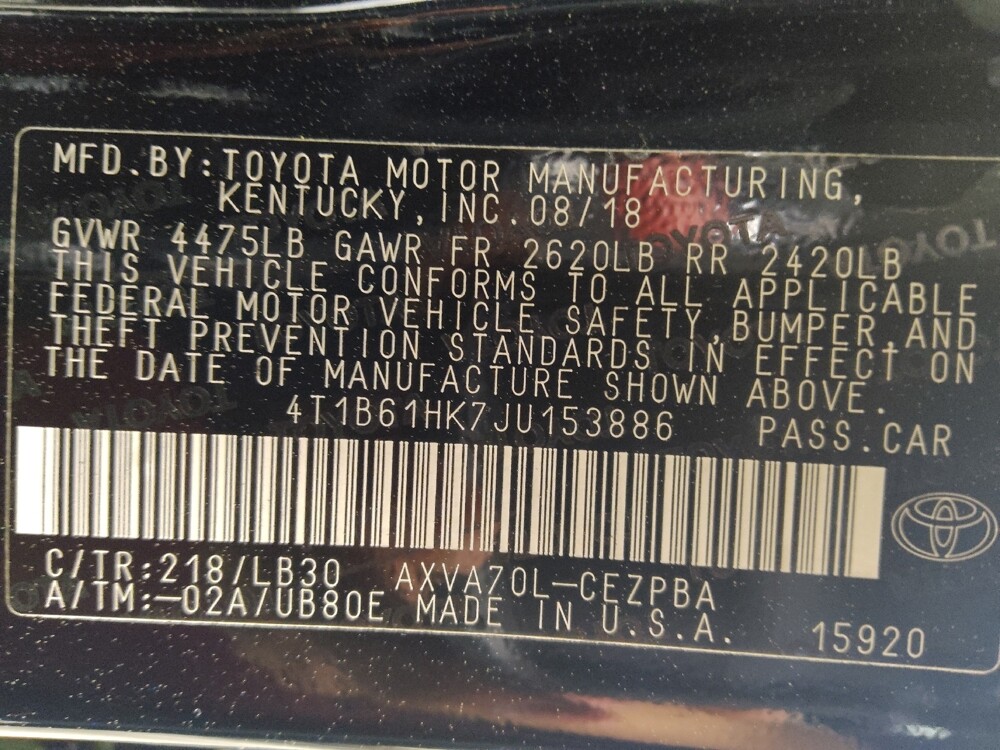 MFD.BY:TOYOTA MOTOR MANUFACTURING,
KENTUCKY,INC.08/18
GVWR 4475LB GAWR FR 2620LB RR 2420LB
THIS VEHICLE CONFORMS TO ALL APPLICABLE
FEDERAL MOTOR VEHICLE SAFETY,BUMPER,AND
THEFT PREVENTION STANDARDS IN EFFECT ON
THE DATE OF MANUFACTURE SHOWN ABOVE.
4T1B61HK7JU153886 PASS.CAR
C/TR:218/LB30 AXVA70L-CEZPBA
A/TM:-02A/UB80E MADE IN U.S.A. 15920
TOYOTA
TOYOTA